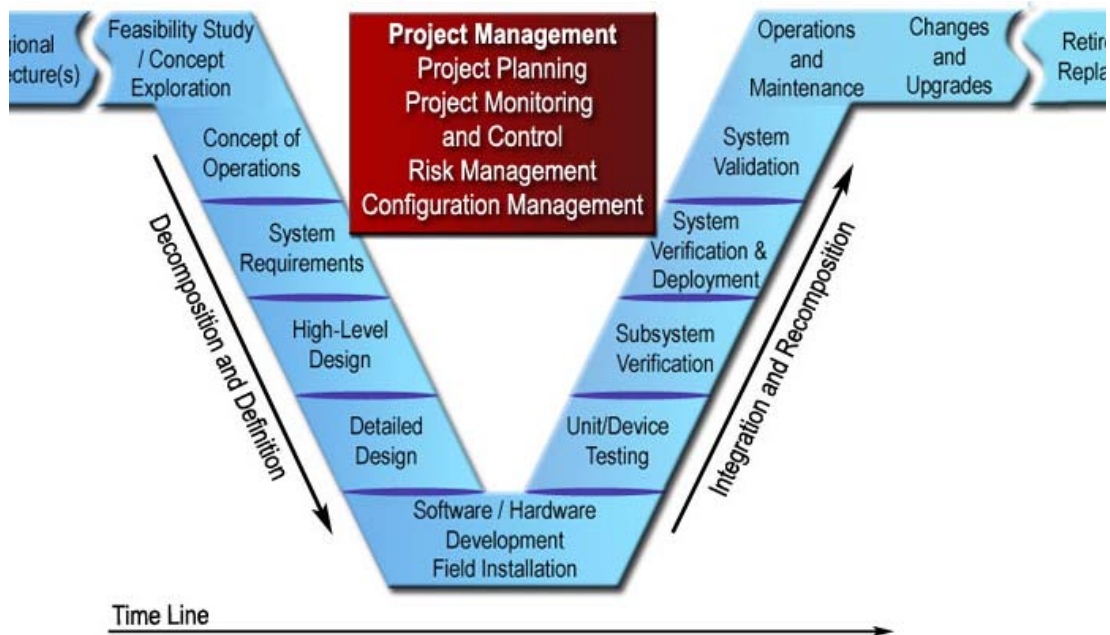 Feasibility Study
/ Concept
Exploration
Project Management
Project Planning
Project Monitoring
and Control
Risk Management
Configuration Management
Operations
and
Maintenance
Changes
and
Upgrades
Concept of
Operations
System
Requirements
High-Level
Design
Detailed
Design
Software / Hardware
Development
Field Installation
Unit/Device
Testing
Subsystem
Verification
System
Verification &
Deployment
System
Validation
Decomposition and Definition
Integration and Recomposition
Time Line